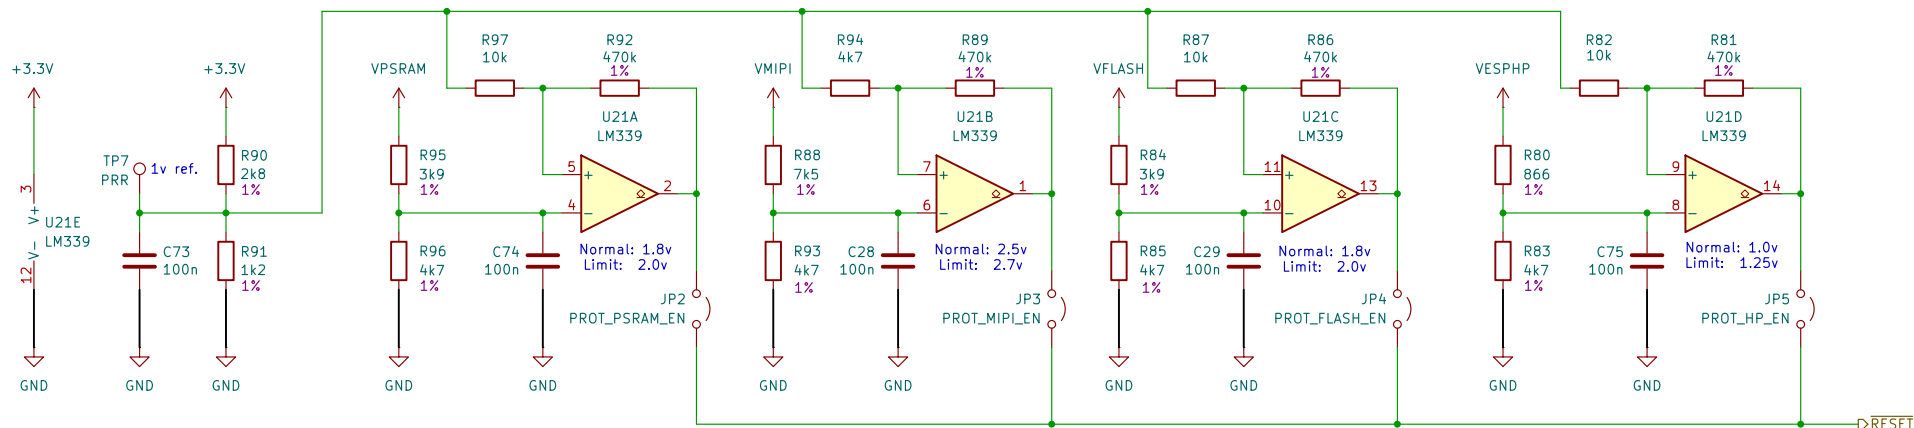 +3.3V
3
V+
V-
12
U21E
LM339
GND
TP7
PRR
1v ref.
C73
100n
GND
+3.3V
R90
2k8
1%
R91
1k2
1%
GND
VPSRAM
R95
3k9
1%
R96
4k7
1%
GND
R97
10k
R92
470k
1%
U21A
LM339
5
+
4
−
2
C74
100n
GND
Normal: 1.8v
Limit: 2.0v
JP2
PROT_PSRAM_EN
VMIPI
R88
7k5
1%
R93
4k7
1%
GND
R94
4k7
R89
470k
1%
U21B
LM339
7
+
6
−
1
C28
100n
GND
Normal: 2.5v
Limit: 2.7v
JP3
PROT_MIPI_EN
VFLASH
R84
3k9
1%
R85
4k7
1%
GND
R87
10k
R86
470k
1%
U21C
LM339
11
+
10
−
13
C29
100n
GND
Normal: 1.8v
Limit: 2.0v
JP4
PROT_FLASH_EN
VESPHP
R80
866
1%
R83
4k7
1%
GND
R82
10k
R81
470k
1%
U21D
LM339
9
+
8
−
14
C75
100n
GND
Normal: 1.0v
Limit: 1.25v
JP5
PROT_HP_EN
RESET